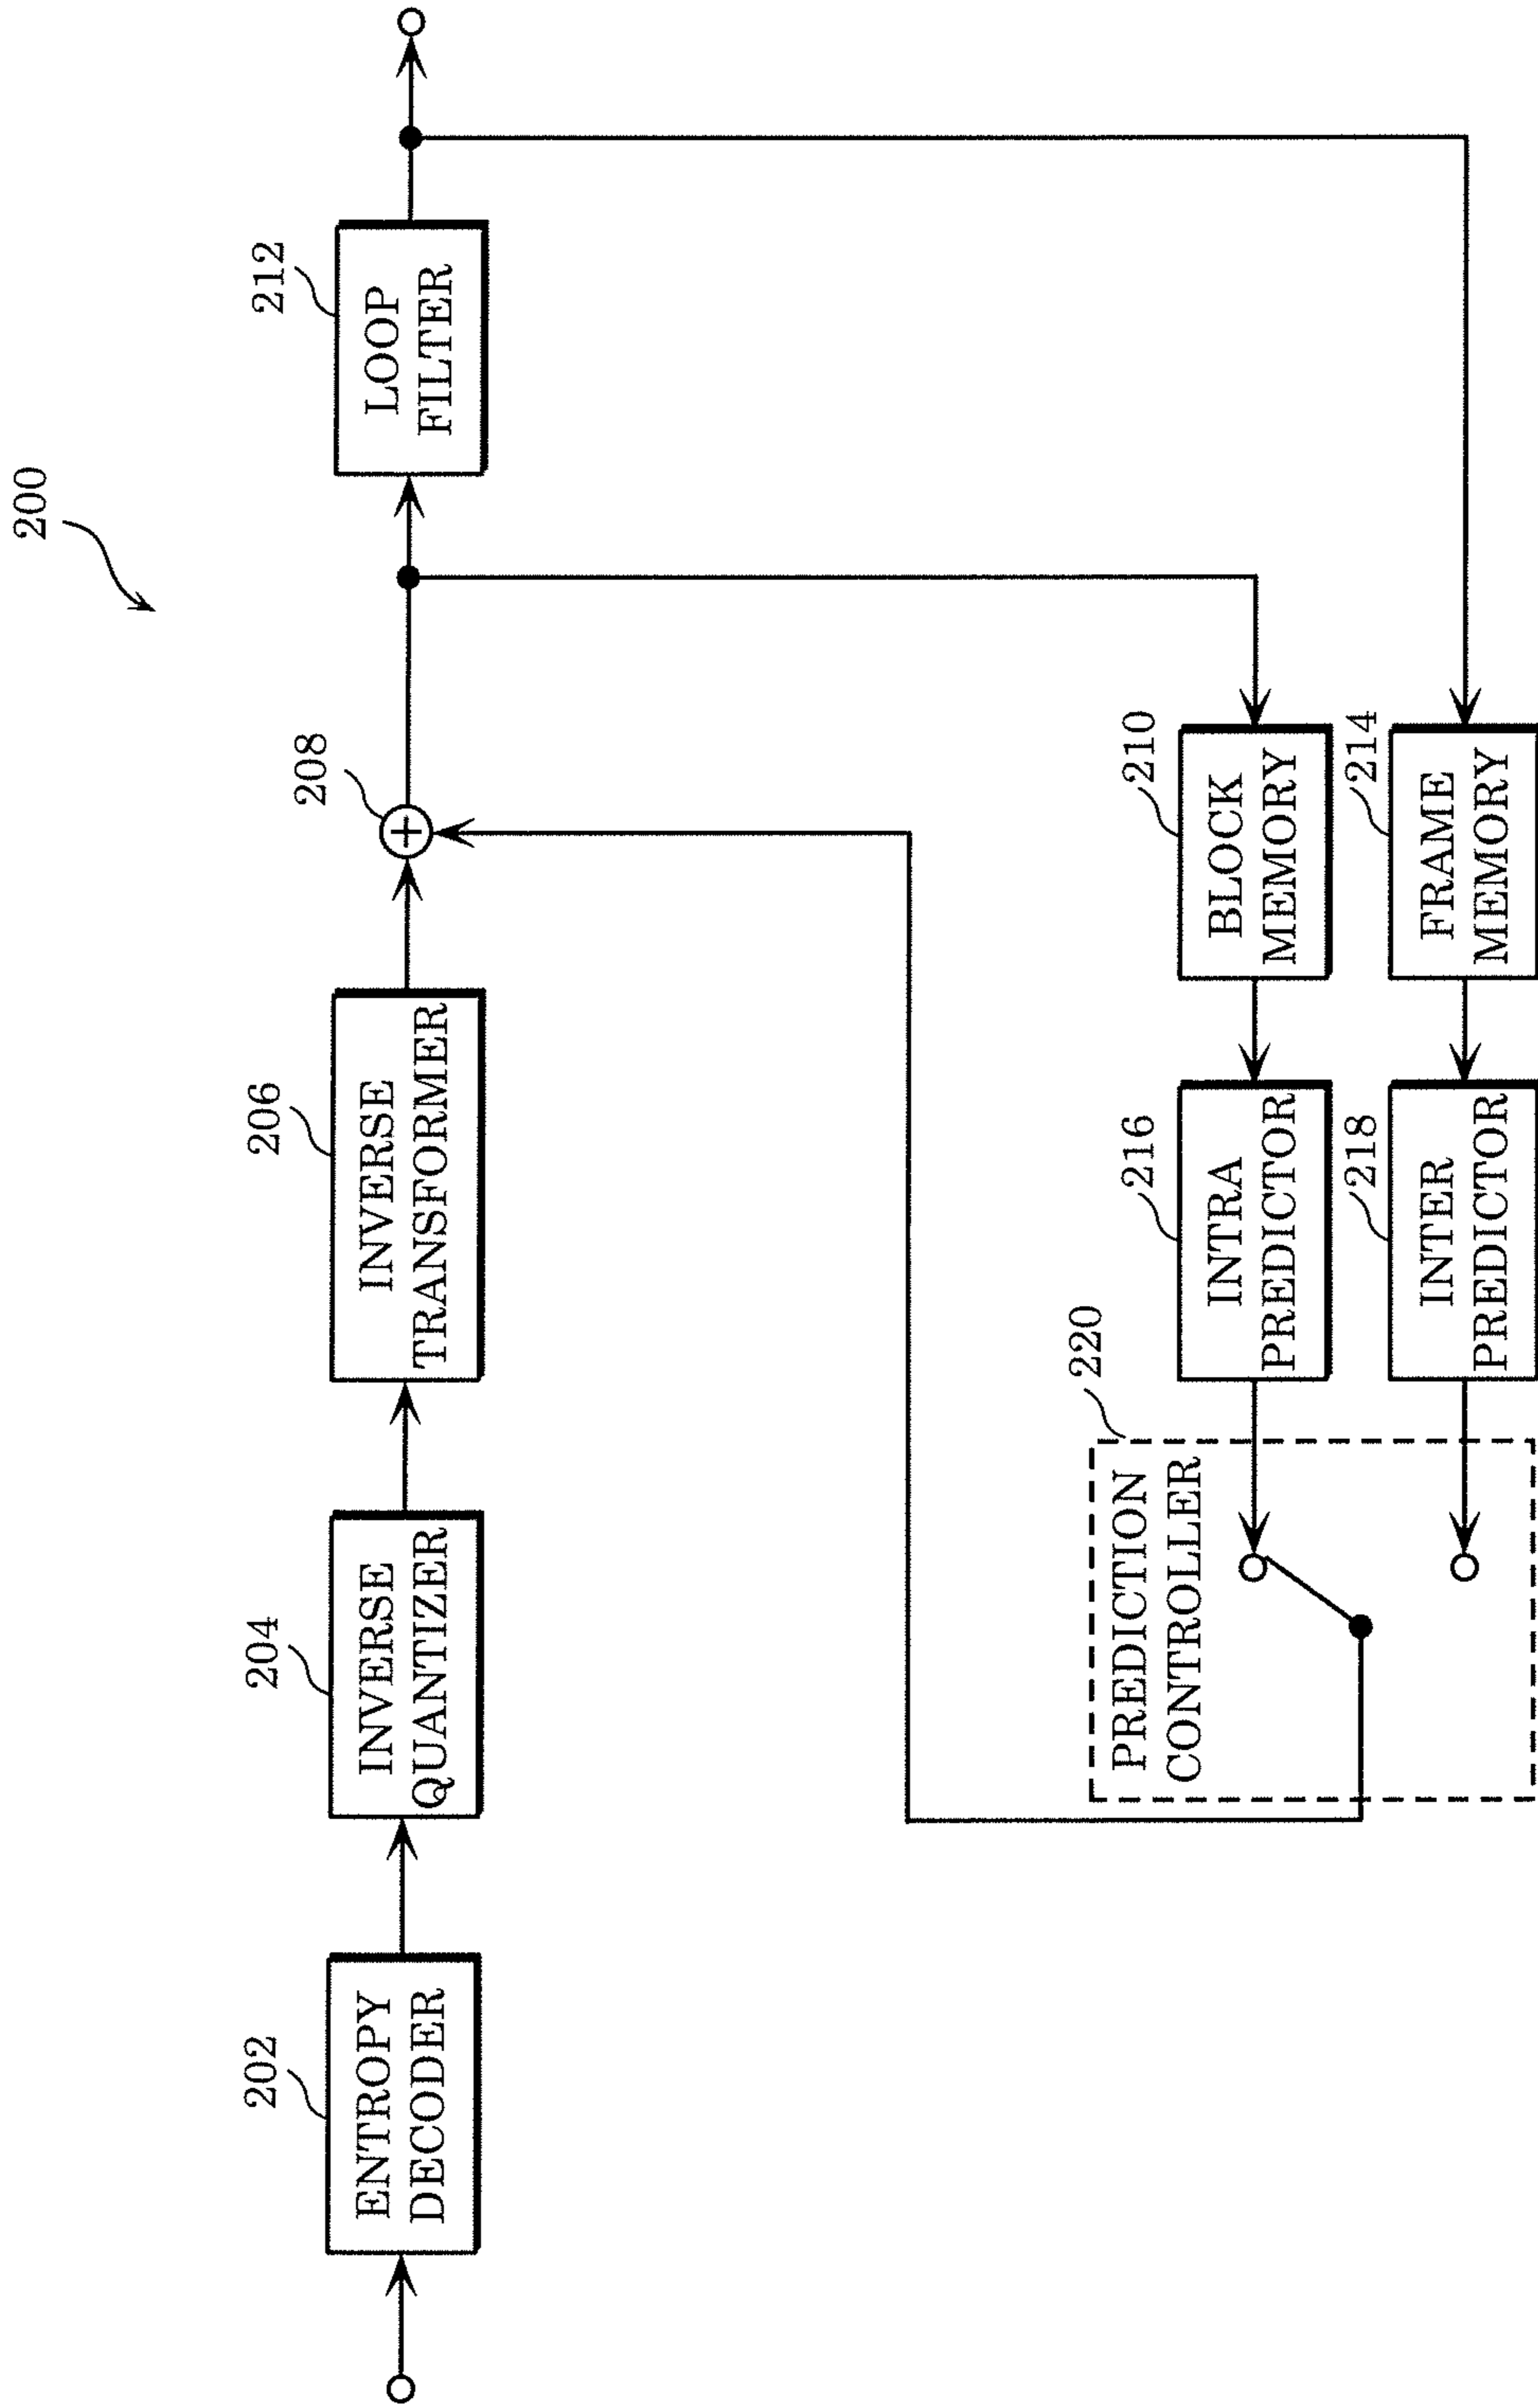 200
202
ENTROPY
DECODER
204
INVERSE
QUANTIZER
206
INVERSE
TRANSFORMER
208
+
212
LOOP
FILTER
220
PREDICTION
CONTROLLER
216
INTRA
PREDICTOR
210
BLOCK
MEMORY
218
INTER
PREDICTOR
214
FRAME
MEMORY